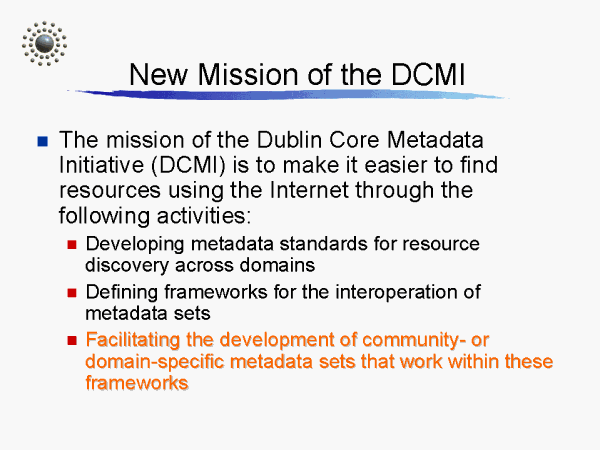 New Mission of the DCMI
The mission of the Dublin Core Metadata
Initiative (DCMI) is to make it easier to find
resources using the Internet through the
following activities:
Developing metadata standards for resource
discovery across domains
Defining frameworks for the interoperation of
metadata sets
Facilitating the development of community- or
domain-specific metadata sets that work within these
frameworks